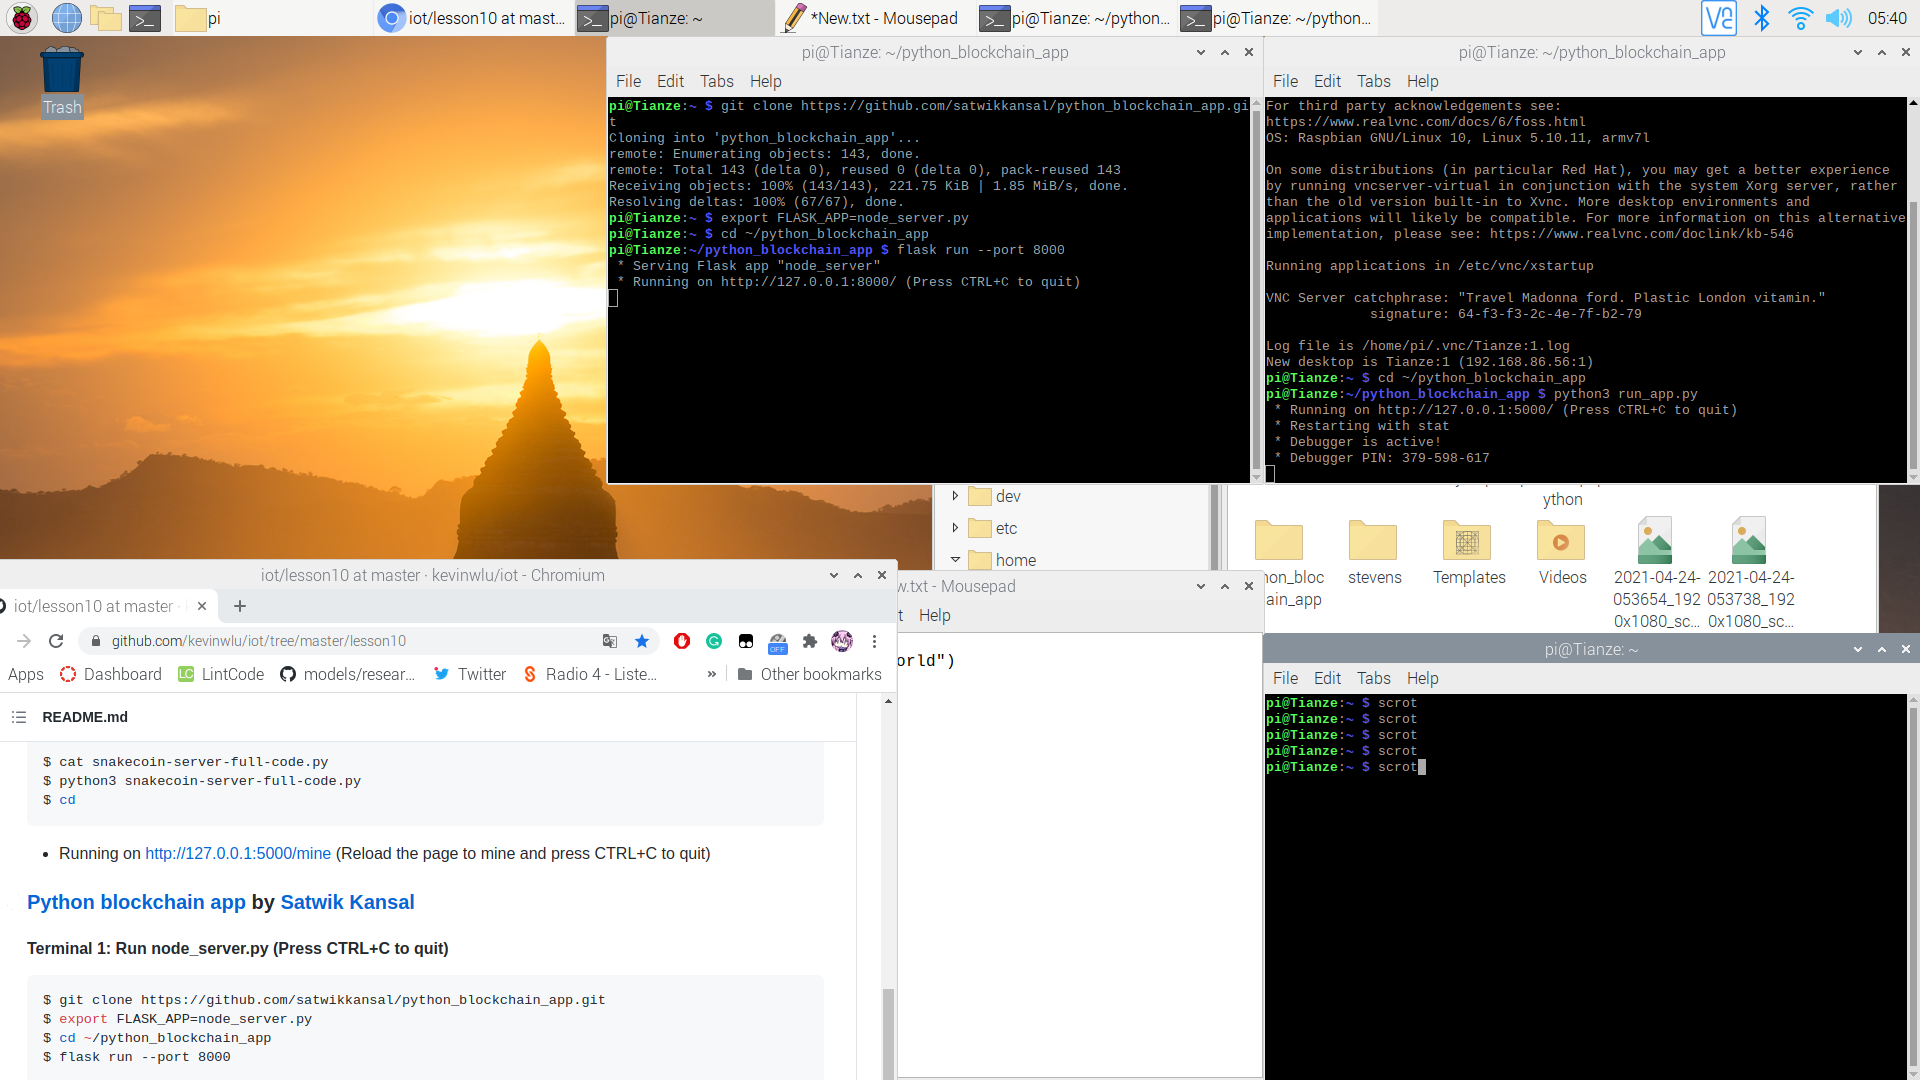 pi
iot/lesson10 at mast...
pi@Tianze: ~
*New.txt - Mousepad
pi@Tianze: ~/python...
pi@Tianze: ~/python...
05:40
Trash
pi@Tianze: ~/python_blockchain_app
File Edit Tabs Help
pi@Tianze:~ $ git clone https://github.com/satwikkansal/python_blockchain_app.gi
t
Cloning into 'python_blockchain_app'...
remote: Enumerating objects: 143, done.
remote: Total 143 (delta 0), reused 0 (delta 0), pack-reused 143
Receiving objects: 100% (143/143), 221.75 KiB | 1.85 MiB/s, done.
Resolving deltas: 100% (67/67), done.
pi@Tianze:~ $ export FLASK_APP=node_server.py
pi@Tianze:~ $ cd ~/python_blockchain_app
pi@Tianze:~/python_blockchain_app $ flask run --port 8000
* Serving Flask app "node_server"
* Running on http://127.0.0.1:8000/ (Press CTRL+C to quit)
pi@Tianze: ~/python_blockchain_app
File Edit Tabs Help
For third party acknowledgements see:
https://www.realvnc.com/docs/6/foss.html
OS: Raspbian GNU/Linux 10, Linux 5.10.11, armv7l
On some distributions (in particular Red Hat), you may get a better experience
by running vncserver-virtual in conjunction with the system Xorg server, rather
than the old version built-in to Xvnc. More desktop environments and
applications will likely be compatible. For more information on this alternative
implementation, please see: https://www.realvnc.com/doclink/kb-546
Running applications in /etc/vnc/xstartup
VNC Server catchphrase: "Travel Madonna ford. Plastic London vitamin."
signature: 64-f3-f3-2c-4e-7f-b2-79
Log file is /home/pi/.vnc/Tianze:1.log
New desktop is Tianze:1 (192.168.86.56:1)
pi@Tianze:~ $ cd ~/python_blockchain_app
pi@Tianze:~/python_blockchain_app $ python3 run_app.py
* Running on http://127.0.0.1:5000/ (Press CTRL+C to quit)
* Restarting with stat
* Debugger is active!
* Debugger PIN: 379-598-617
dev
etc
home
ython
hon_bloc
ain_app
stevens
Templates
Videos
2021-04-24-
053654_192
0x1080_sc...
2021-04-24-
053738_192
0x1080_sc...
iot/lesson10 at master · kevinwlu/iot - Chromium
iot/lesson10 at master ·
github.com/kevinwlu/iot/tree/master/lesson10
OFF
Apps Dashboard LintCode models/resear... Twitter Radio 4 - Liste... » Other bookmarks
README.md
$ cat snakecoin-server-full-code.py
$ python3 snakecoin-server-full-code.py
$ cd
• Running on http://127.0.0.1:5000/mine (Reload the page to mine and press CTRL+C to quit)
Python blockchain app by Satwik Kansal
Terminal 1: Run node_server.py (Press CTRL+C to quit)
$ git clone https://github.com/satwikkansal/python_blockchain_app.git
$ export FLASK_APP=node_server.py
$ cd ~/python_blockchain_app
$ flask run --port 8000
w.txt - Mousepad
t Help
orld")
pi@Tianze: ~
File Edit Tabs Help
pi@Tianze:~ $ scrot
pi@Tianze:~ $ scrot
pi@Tianze:~ $ scrot
pi@Tianze:~ $ scrot
pi@Tianze:~ $ scrot